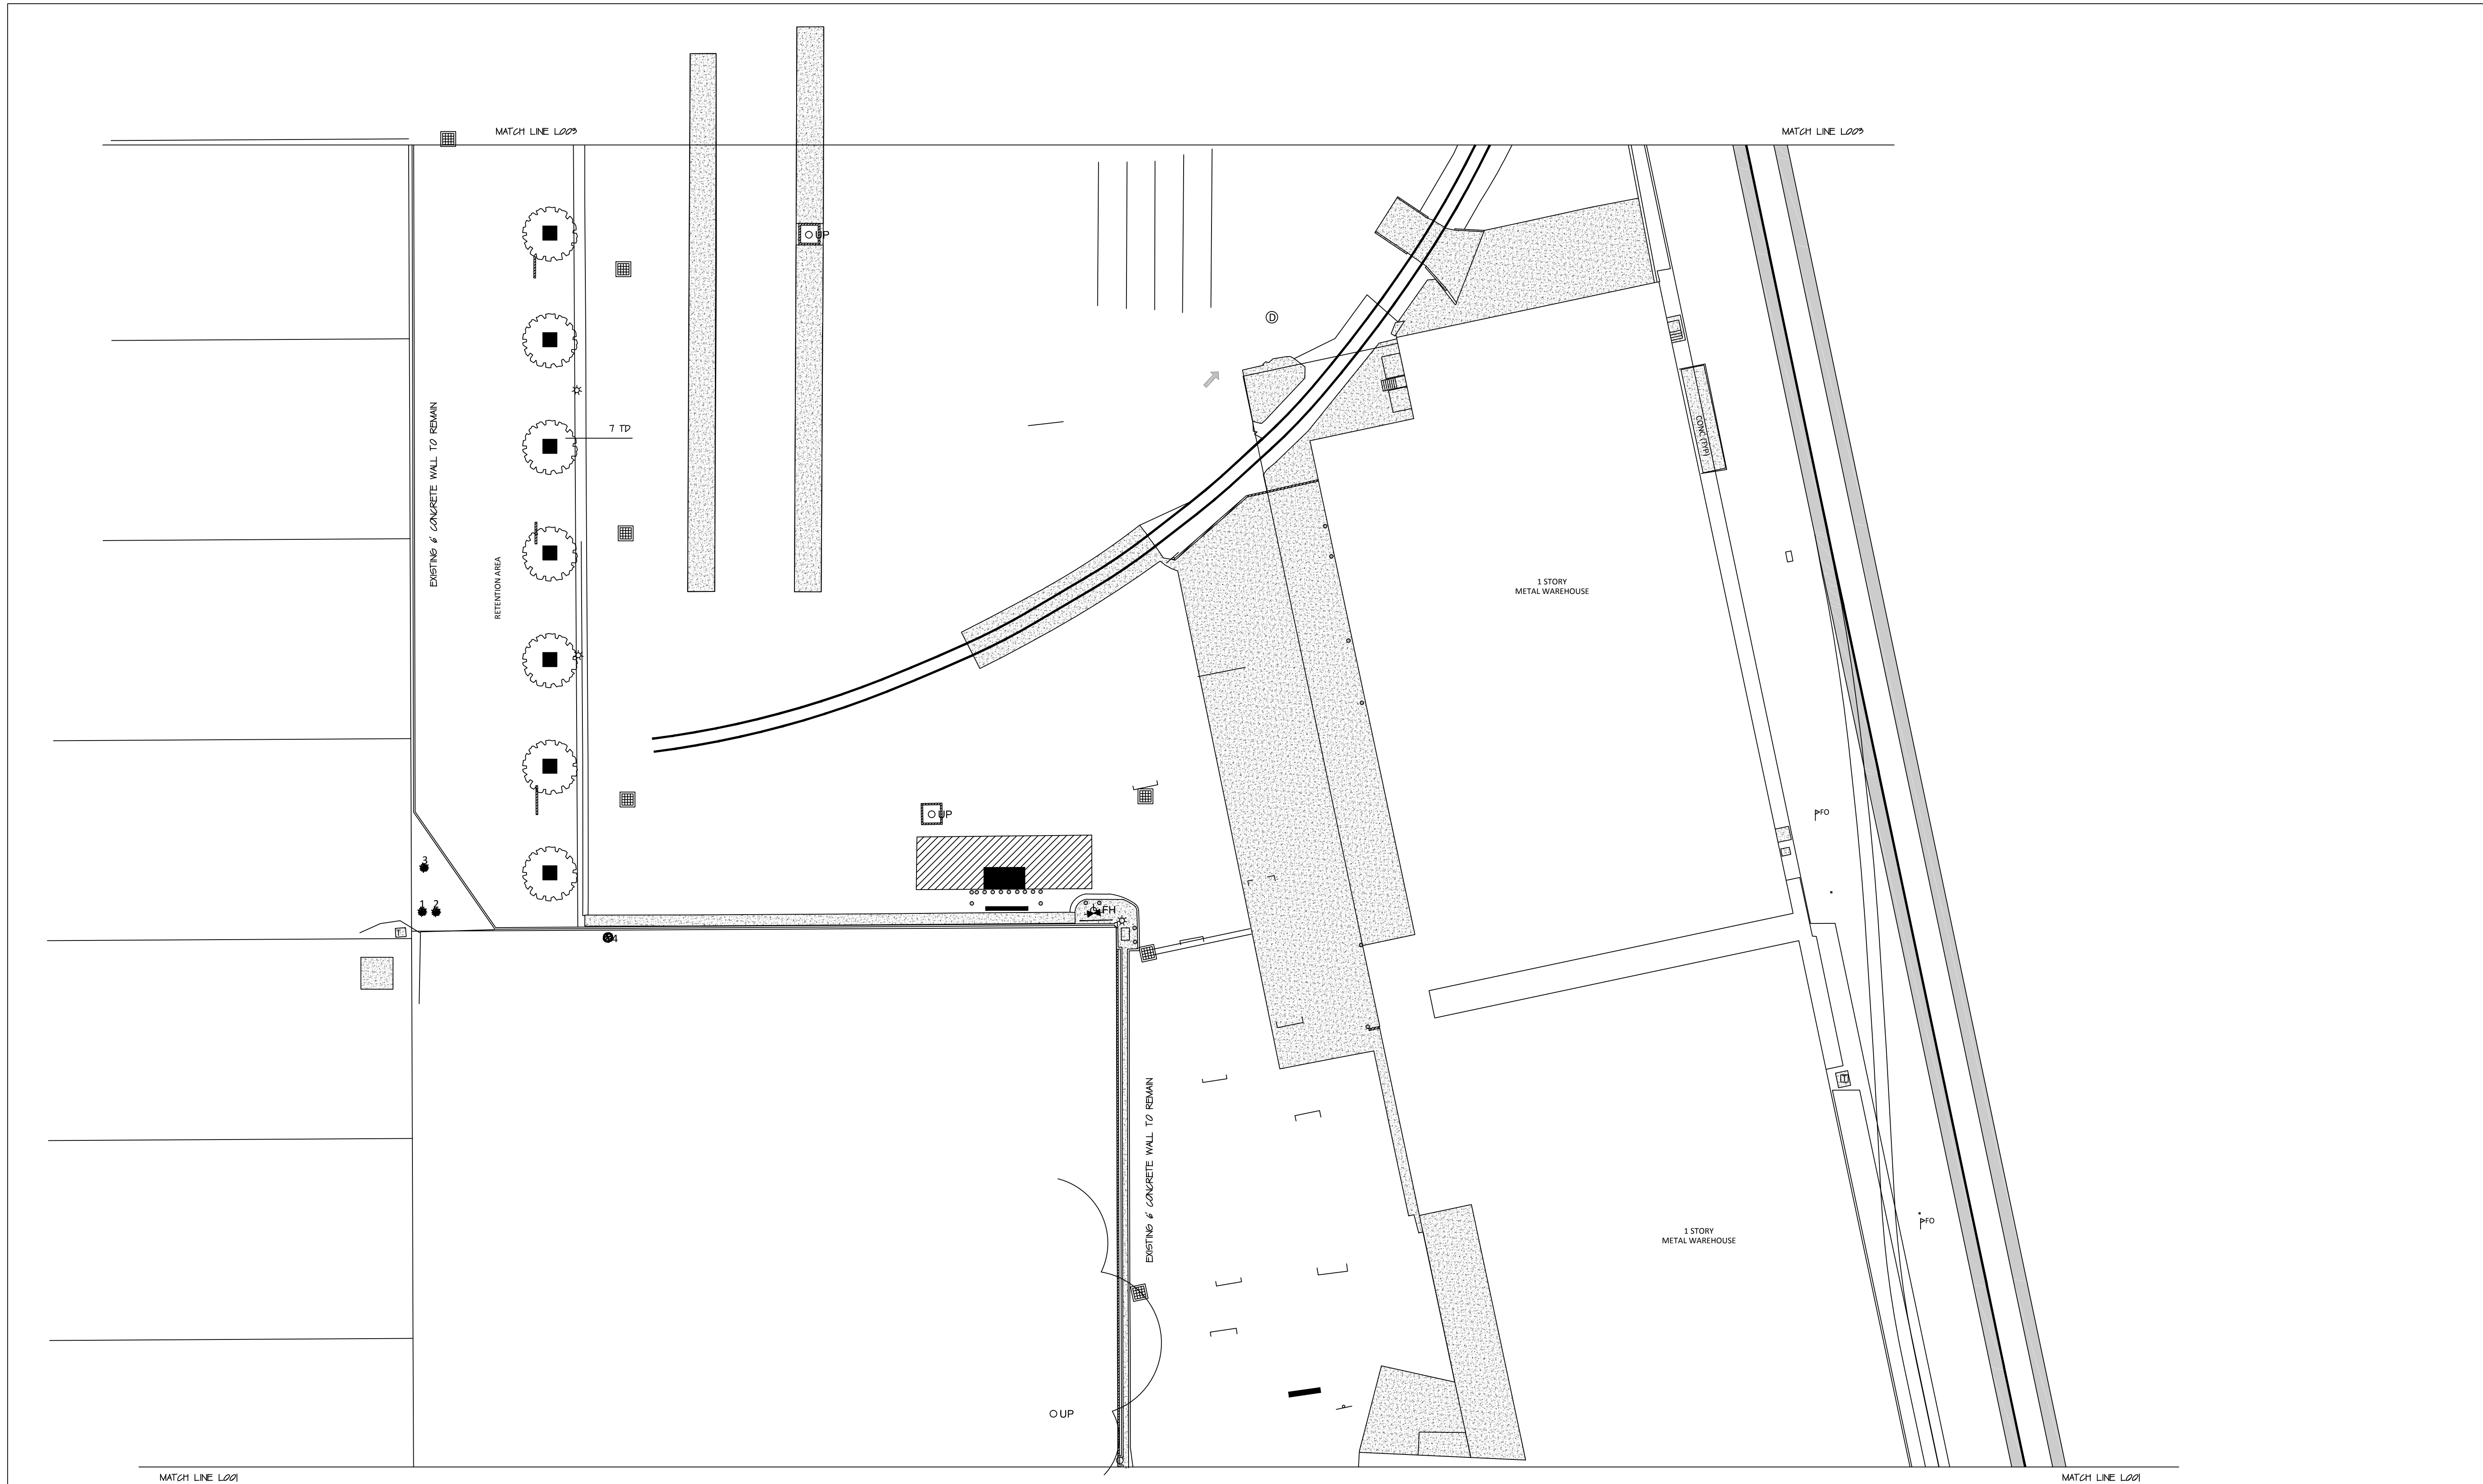 MATCH LINE L003
MATCH LINE L003
UP
D
EXISTING 6' CONCRETE WALL TO REMAIN
7 TD
CONC (TYP)
RETENTION AREA
1 STORY
METAL WAREHOUSE
UP
FO
3
1 2
FH
T
4
T
EXISTING 6' CONCRETE WALL TO REMAIN
FO
1 STORY
METAL WAREHOUSE
UP
MATCH LINE L001
MATCH LINE L001